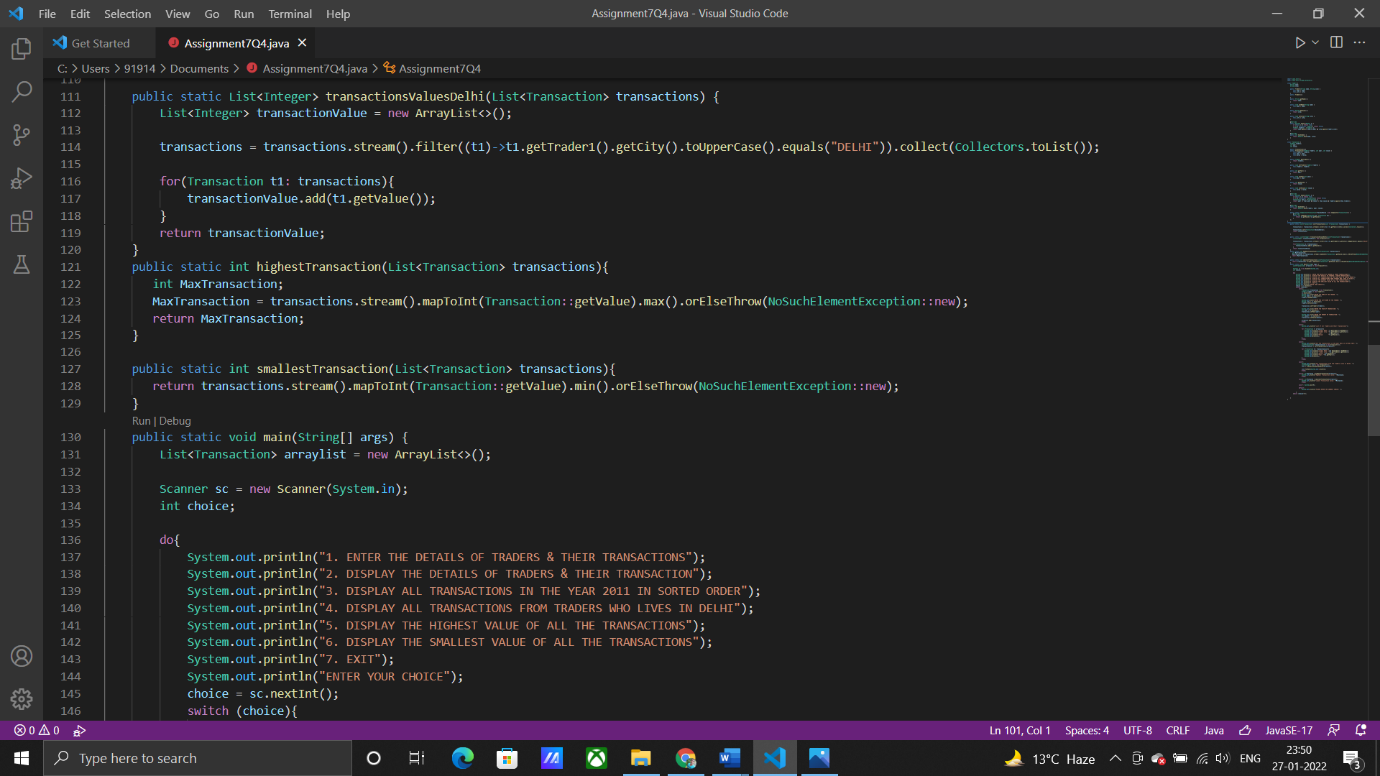 File Edit Selection View Go Run Terminal Help Assignment7Q4.java - Visual Studio Code
Get Started Assignment7Q4.java
C: > Users > 91914 > Documents > Assignment7Q4.java > Assignment7Q4
110
111 public static List<Integer> transactionsValuesDelhi(List<Transaction> transactions) {
112 List<Integer> transactionValue = new ArrayList<>();
113
114 transactions = transactions.stream().filter((t1)->t1.getTrader1().getCity().toUpperCase().equals("DELHI")).collect(Collectors.toList());
115
116 for(Transaction t1: transactions){
117 transactionValue.add(t1.getValue());
118 }
119 return transactionValue;
120 }
121 public static int highestTransaction(List<Transaction> transactions){
122 int MaxTransaction;
123 MaxTransaction = transactions.stream().mapToInt(Transaction::getValue).max().orElseThrow(NoSuchElementException::new);
124 return MaxTransaction;
125 }
126
127 public static int smallestTransaction(List<Transaction> transactions){
128 return transactions.stream().mapToInt(Transaction::getValue).min().orElseThrow(NoSuchElementException::new);
129 }
Run | Debug
130 public static void main(String[] args) {
131 List<Transaction> arraylist = new ArrayList<>();
132
133 Scanner sc = new Scanner(System.in);
134 int choice;
135
136 do{
137 System.out.println("1. ENTER THE DETAILS OF TRADERS & THEIR TRANSACTIONS");
138 System.out.println("2. DISPLAY THE DETAILS OF TRADERS & THEIR TRANSACTION");
139 System.out.println("3. DISPLAY ALL TRANSACTIONS IN THE YEAR 2011 IN SORTED ORDER");
140 System.out.println("4. DISPLAY ALL TRANSACTIONS FROM TRADERS WHO LIVES IN DELHI");
141 System.out.println("5. DISPLAY THE HIGHEST VALUE OF ALL THE TRANSACTIONS");
142 System.out.println("6. DISPLAY THE SMALLEST VALUE OF ALL THE TRANSACTIONS");
143 System.out.println("7. EXIT");
144 System.out.println("ENTER YOUR CHOICE");
145 choice = sc.nextInt();
146 switch (choice){
0 0 Ln 101, Col 1 Spaces: 4 UTF-8 CRLF Java JavaSE-17
Type here to search 13°C Haze ENG 23:50
27-01-2022 3